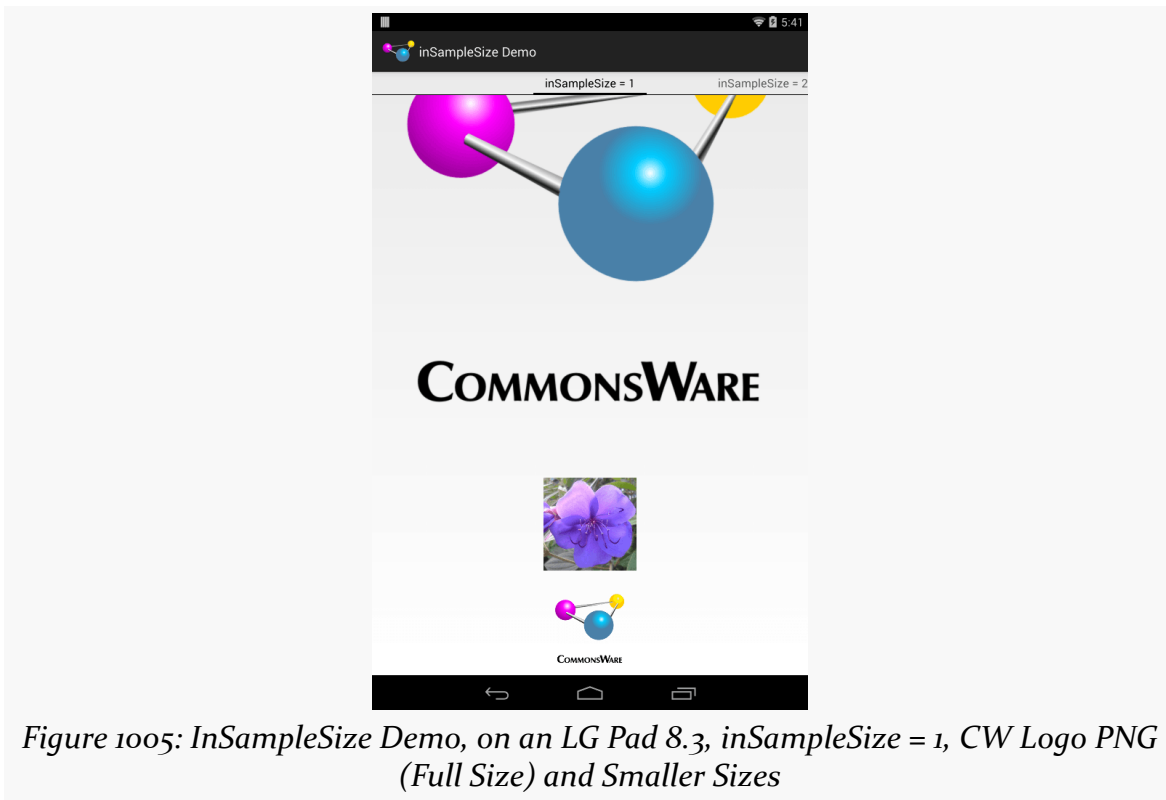 5:41
inSampleSize Demo
inSampleSize = 1
inSampleSize = 2
COMMONSWARE
COMMONSWARE
Figure 1005: InSampleSize Demo, on an LG Pad 8.3, inSampleSize = 1, CW Logo PNG
(Full Size) and Smaller Sizes